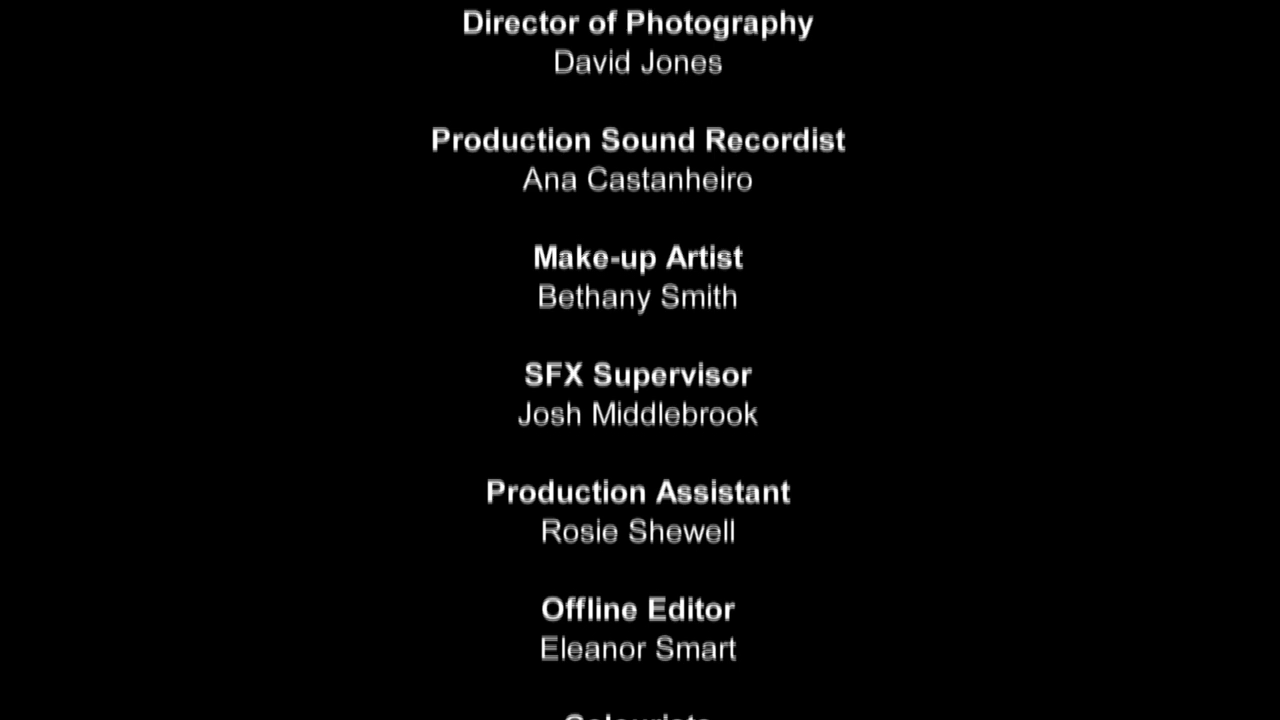 Director of Photography
David Jones
Production Sound Recordist
Ana Castanheiro
Make-up Artist
Bethany Smith
SFX Supervisor
Josh Middlebrook
Production Assistant
Rosie Shewell
Offline Editor
Eleanor Smart